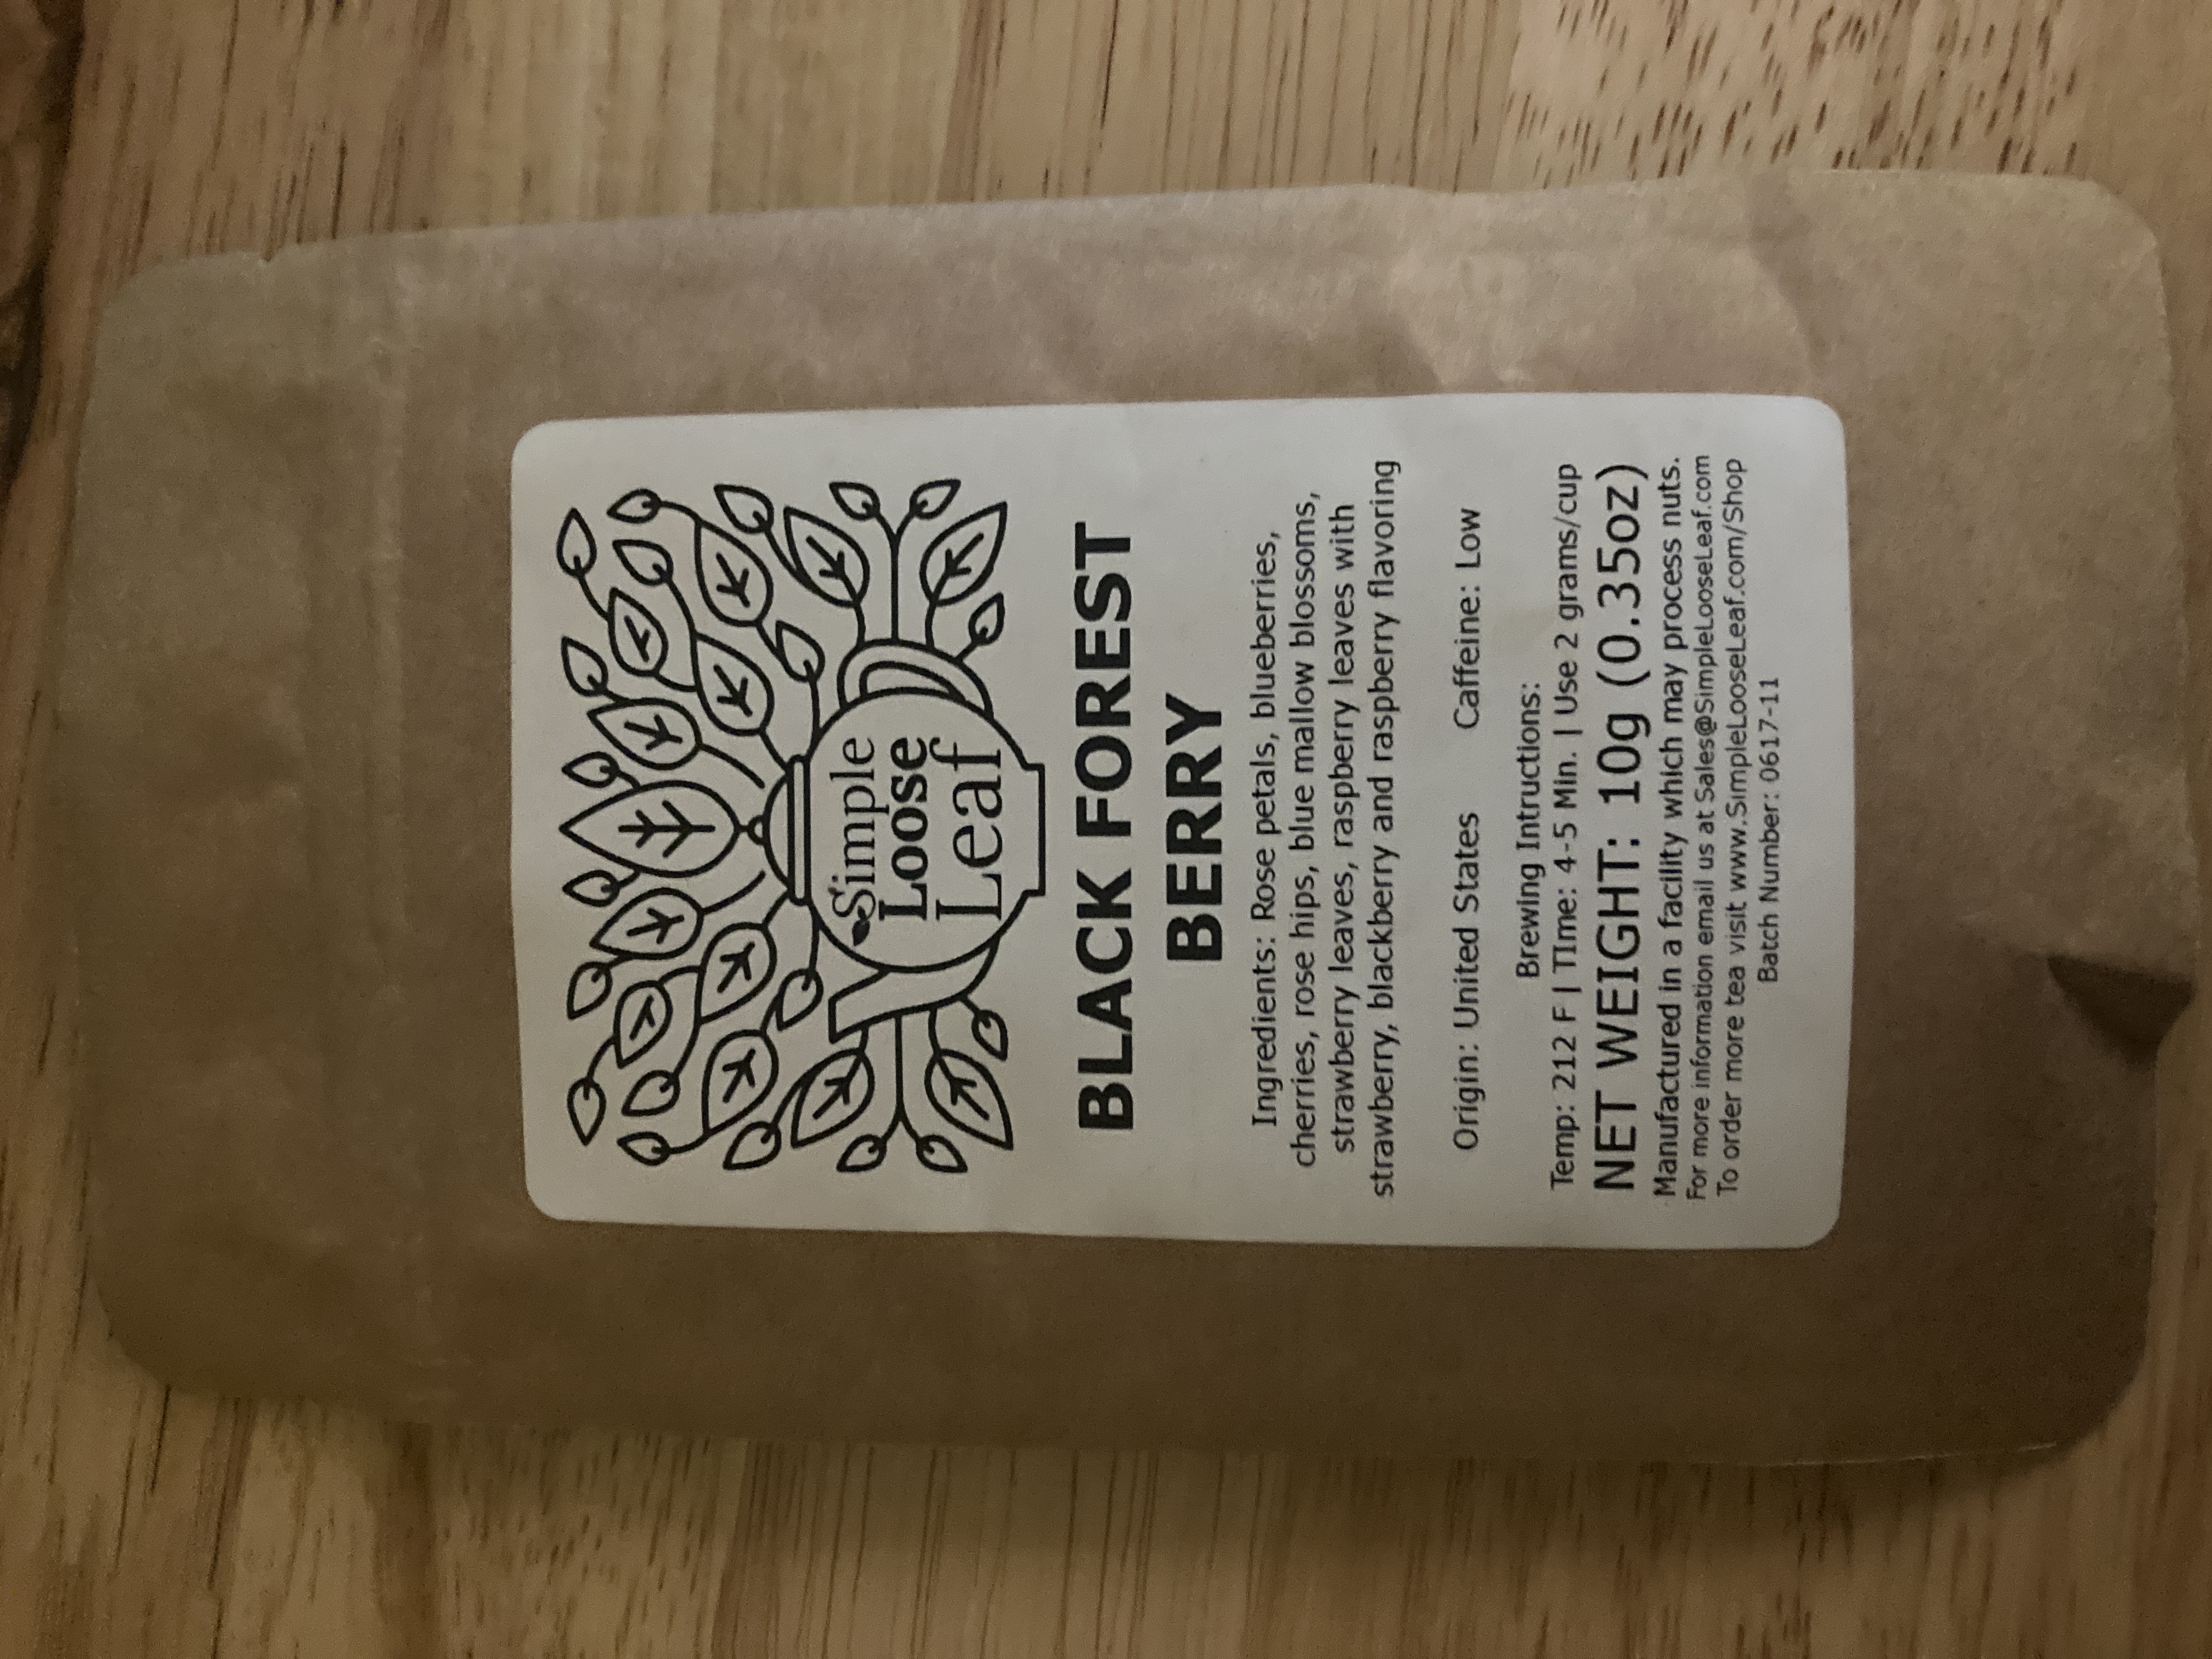 Simple
Loose
Leaf
BLACK FOREST
BERRY
Ingredients: Rose petals, blueberries,
cherries, rose hips, blue mallow blossoms,
strawberry leaves, raspberry leaves with
strawberry, blackberry and raspberry flavoring
Origin: United States Caffeine: Low
Brewing Intructions:
Temp: 212 F | TIme: 4-5 Min. | Use 2 grams/cup
NET WEIGHT: 10g (0.35oz)
Manufactured in a facility which may process nuts.
For more information email us at Sales@SimpleLooseLeaf.com
To order more tea visit www.SimpleLooseLeaf.com/Shop
Batch Number: 0617-11